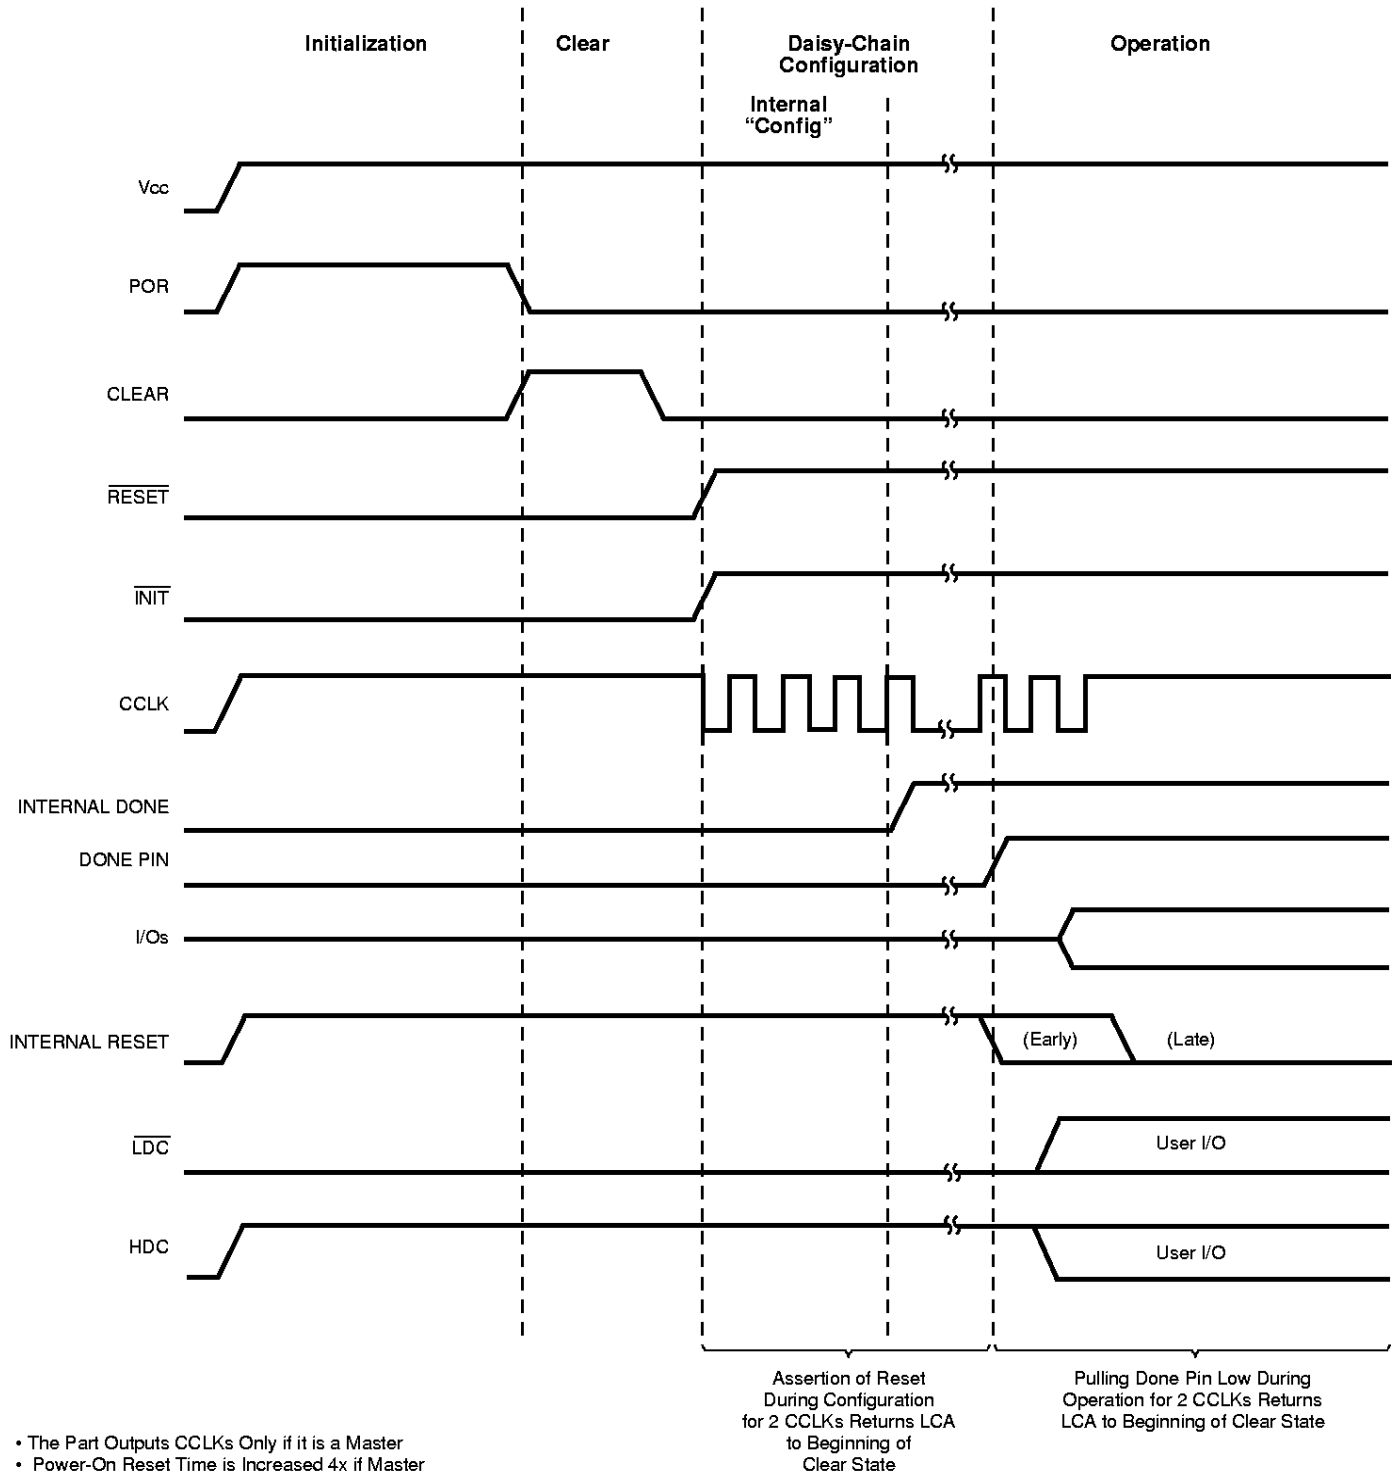 Initialization
Clear
Daisy-Chain
Configuration
Operation
Internal
“Config”
Vcc
POR
CLEAR
RESET
INIT
CCLK
INTERNAL DONE
DONE PIN
I/Os
INTERNAL RESET
(Early)
(Late)
LDC
User I/O
HDC
User I/O
Assertion of Reset
During Configuration
for 2 CCLKs Returns LCA
to Beginning of
Clear State
Pulling Done Pin Low During
Operation for 2 CCLKs Returns
LCA to Beginning of Clear State
• The Part Outputs CCLKs Only if it is a Master
• Power-On Reset Time is Increased 4x if Master